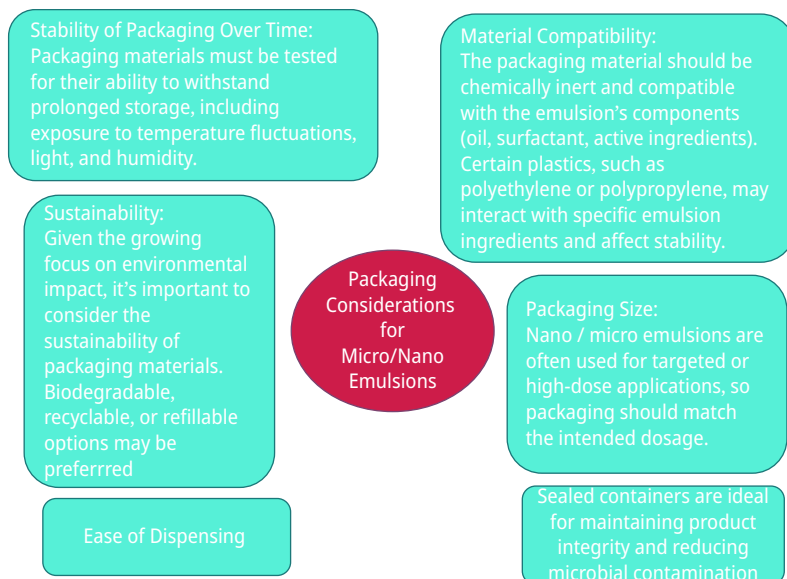 Stability of Packaging Over Time:
Packaging materials must be tested
for their ability to withstand
prolonged storage, including
exposure to temperature fluctuations,
light, and humidity.
Material Compatibility:
The packaging material should be
chemically inert and compatible
with the emulsion’s components
(oil, surfactant, active ingredients).
Certain plastics, such as
polyethylene or polypropylene, may
interact with specific emulsion
ingredients and affect stability.
Sustainability:
Given the growing
focus on environmental
impact, it’s important to
consider the
sustainability of
packaging materials.
Biodegradable,
recyclable, or refillable
options may be
preferrred
Packaging
Considerations
for
Micro/Nano
Emulsions
Packaging Size:
Nano / micro emulsions are
often used for targeted or
high-dose applications, so
packaging should match
the intended dosage.
Ease of Dispensing
Sealed containers are ideal
for maintaining product
integrity and reducing
microbial contamination